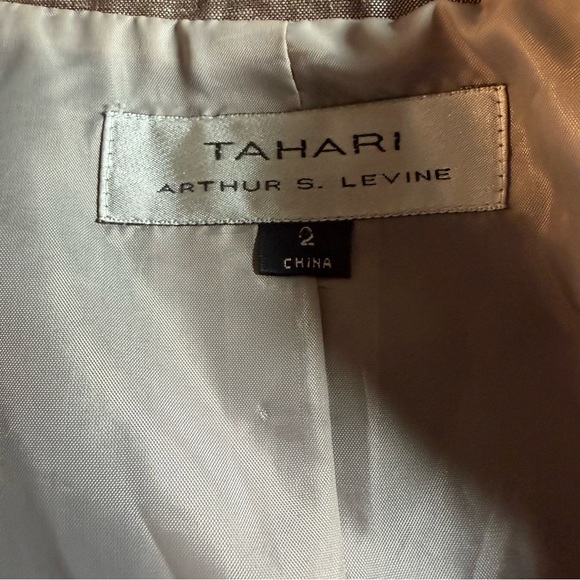 TAHARI
ARTHUR S. LEVINE
2
CHINA